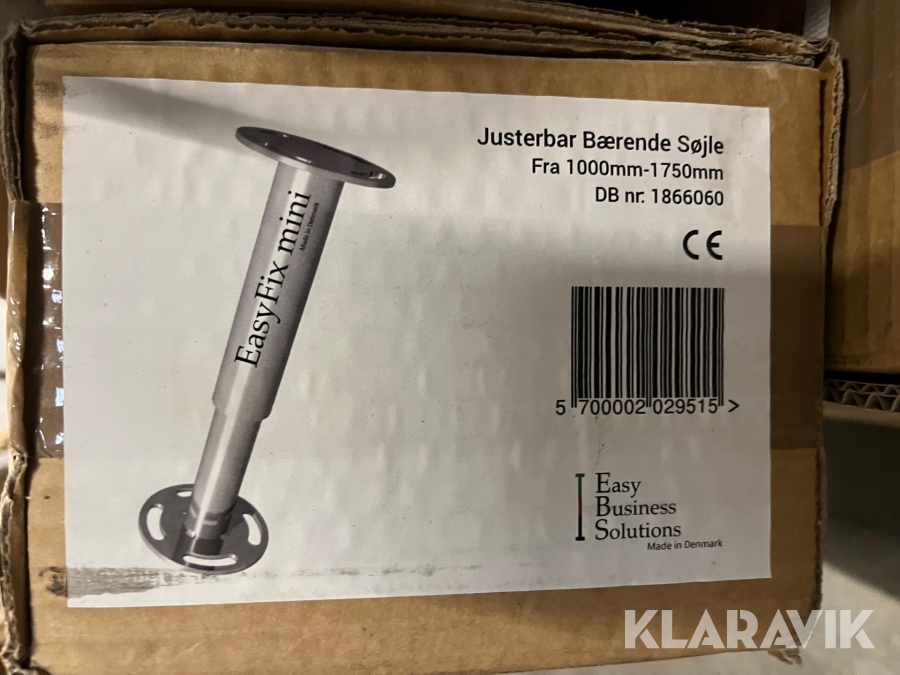 Justerbar Bærende Søjle
Fra 1000mm-1750mm
DB nr. 1866060
CE
EasyFix mini
Made in Denmark
5 700002 029515 >
Easy
Business
Solutions
Made in Denmark
KLARAVIK